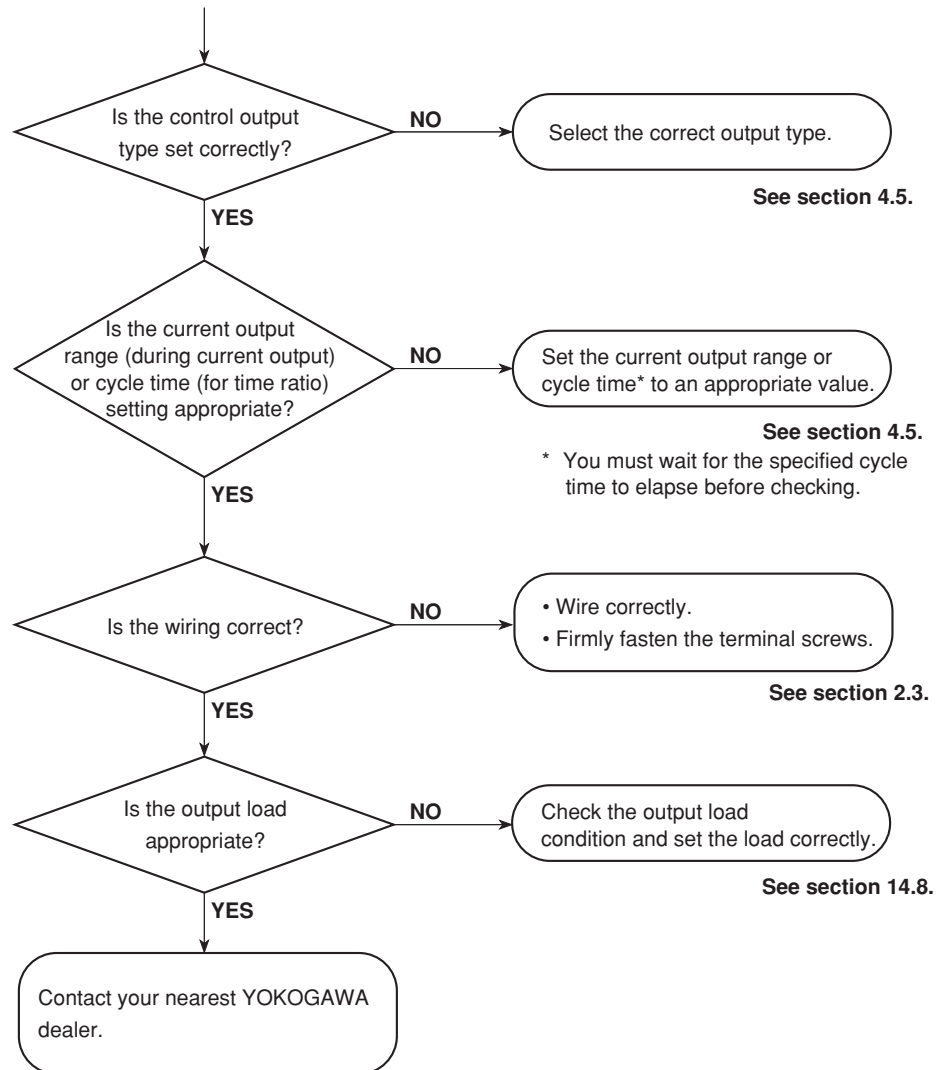 Is the control output
type set correctly?
NO
Select the correct output type.
See section 4.5.
YES
Is the current output
range (during current output)
or cycle time (for time ratio)
setting appropriate?
NO
Set the current output range or
cycle time* to an appropriate value.
See section 4.5.
* You must wait for the specified cycle
time to elapse before checking.
YES
Is the wiring correct?
NO
• Wire correctly.
• Firmly fasten the terminal screws.
See section 2.3.
YES
Is the output load
appropriate?
NO
Check the output load
condition and set the load correctly.
See section 14.8.
YES
Contact your nearest YOKOGAWA
dealer.